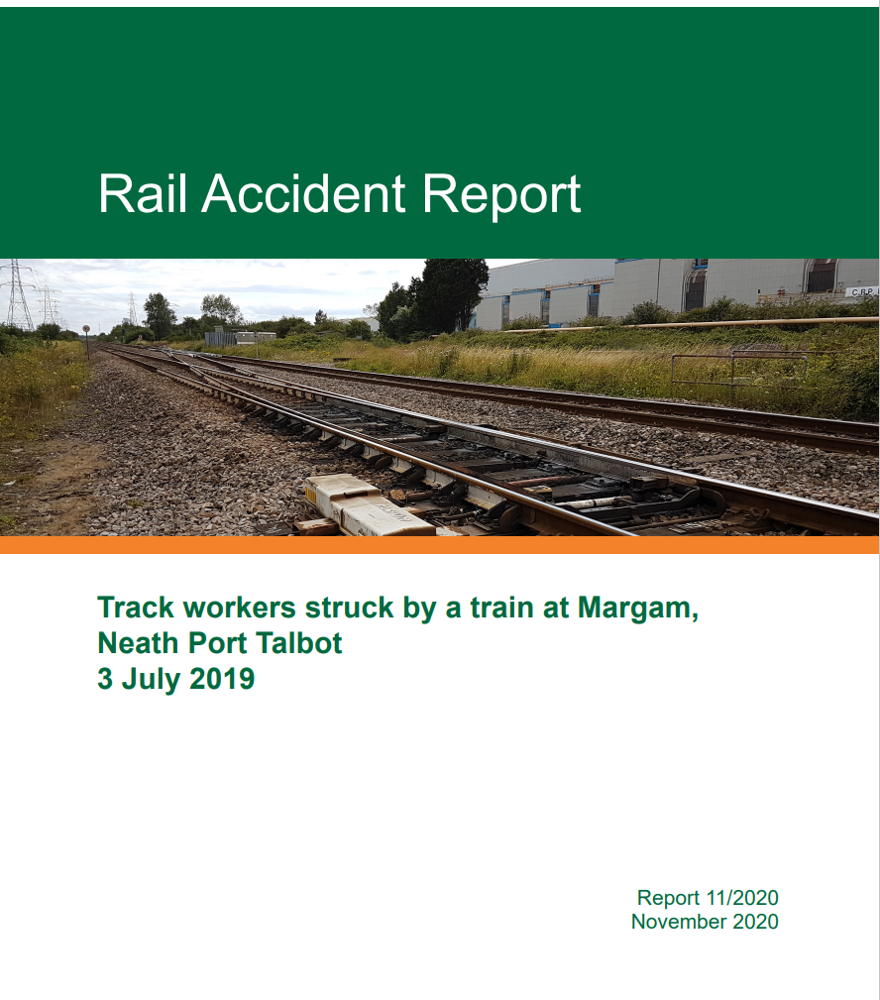 Rail Accident Report
C.R.P.
Track workers struck by a train at Margam,
Neath Port Talbot
3 July 2019
Report 11/2020
November 2020